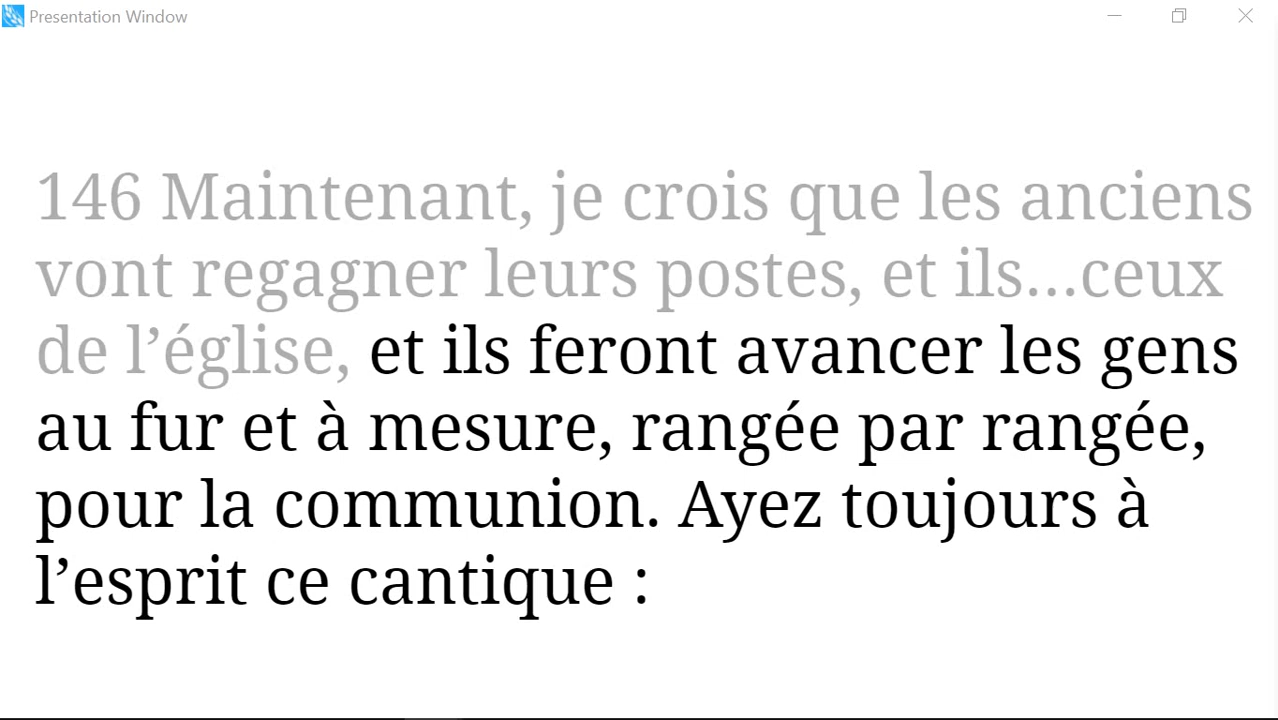 Presentation Window
146 Maintenant, je crois que les anciens
vont regagner leurs postes, et ils…ceux
de l’église, et ils feront avancer les gens
au fur et à mesure, rangée par rangée,
pour la communion. Ayez toujours à
l’esprit ce cantique :